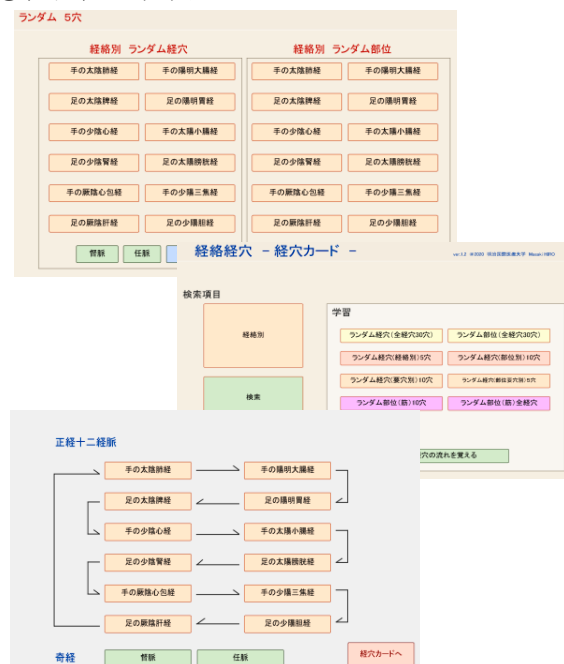 ランダム 5穴
経絡別 ランダム経穴
経絡別 ランダム部位
手の太陰肺経 手の陽明大腸経 手の太陰肺経 手の陽明大腸経
足の太陰脾経 足の陽明胃経 足の太陰脾経 足の陽明胃経
手の少陰心経 手の太陽小腸経 手の少陰心経 手の太陽小腸経
足の少陰腎経 足の太陽膀胱経 足の少陰腎経 足の太陽膀胱経
手の厥陰心包経 手の少陽三焦経 手の厥陰心包経 手の少陽三焦経
足の厥陰肝経 足の少陽胆経 足の厥陰肝経 足の少陽胆経
督脈 任脈
経絡経穴 - 経穴カード -
検索項目
経絡別
検索
学習
ランダム経穴(全経穴30穴) ランダム部位(全経穴30穴)
ランダム経穴(経絡別)5穴 ランダム経穴(部位別)10穴
ランダム経穴(要穴別)10穴
ランダム部位(筋)10穴 ランダム部位(筋)全経穴
穴の流れを覚える
正経十二経脈
手の太陰肺経 手の陽明大腸経
足の太陰脾経 足の陽明胃経
手の少陰心経 手の太陽小腸経
足の少陰腎経 足の太陽膀胱経
手の厥陰心包経 手の少陽三焦経
足の厥陰肝経 足の少陽胆経
奇経 督脈 任脈
経穴カードへ